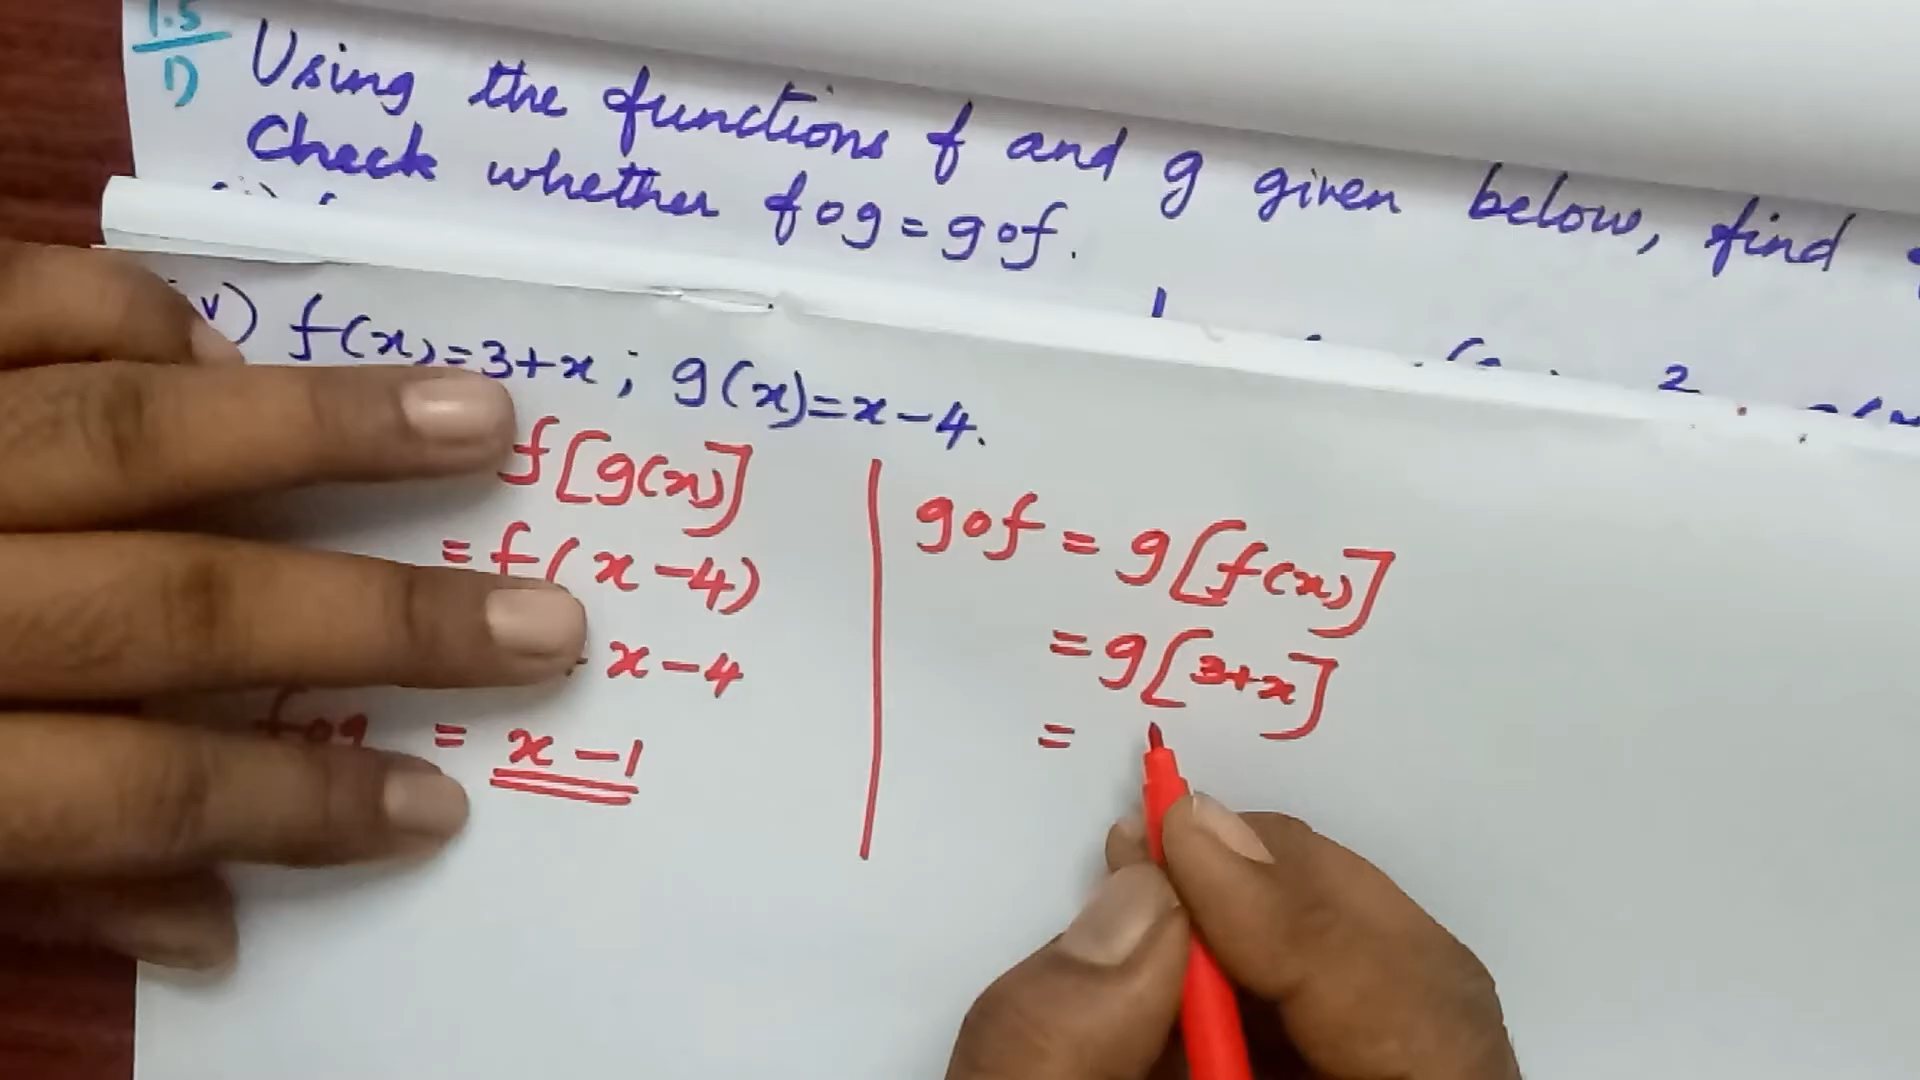 1.5
1) Using the functions f and g given below, find
Check whether fog = gof.
v) f(x)=3+x ; g(x)=x-4.
f[g(x)]
= f(x-4)
x-4
fog = x-1
gof = g[f(x)]
= g[3+x]
=